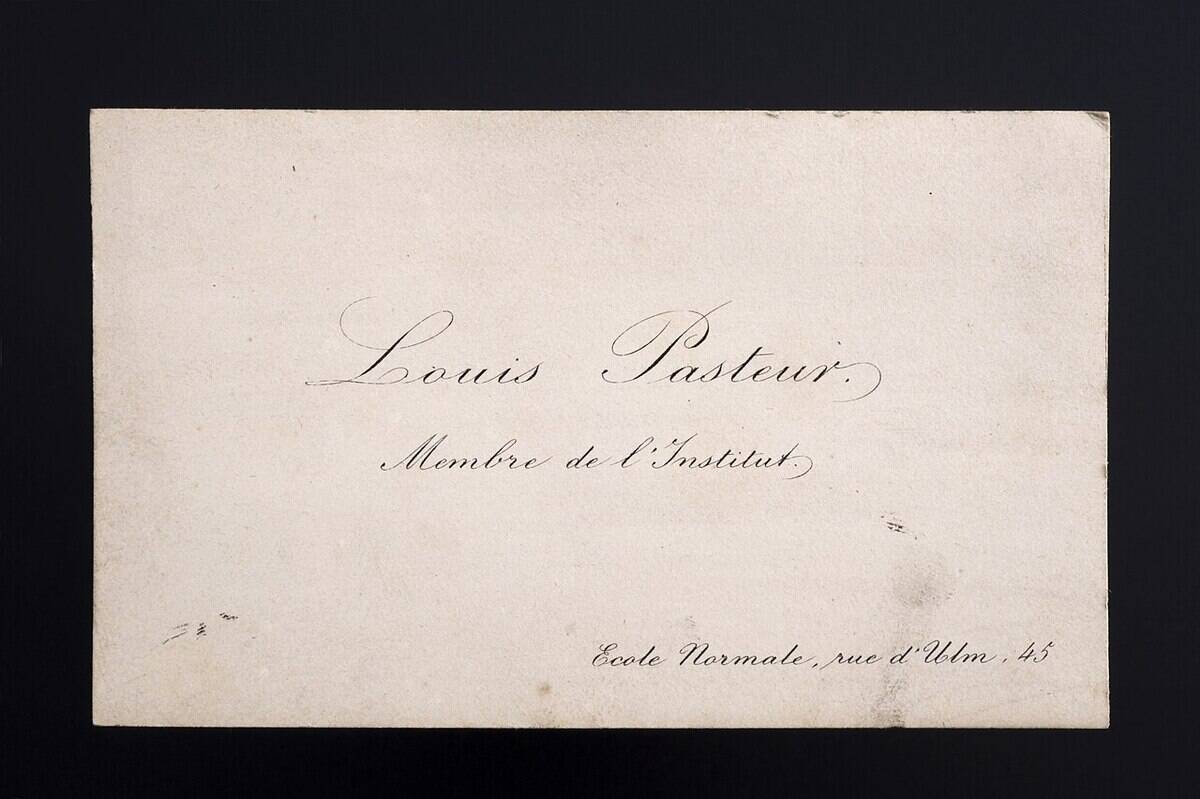 Louis Pasteur.
Membre de l'Institut.
Ecole Normale, rue d'Ulm, 45